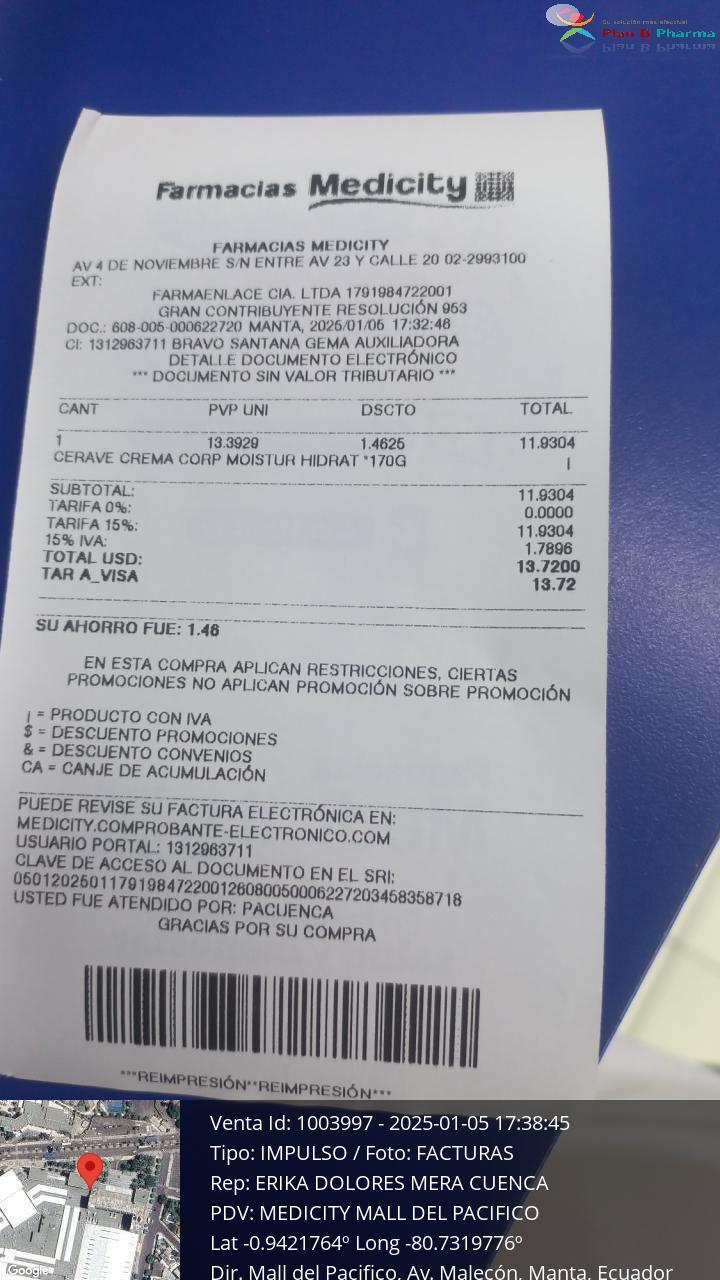 Su solución más efectiva!
Plan B Pharma
Farmacias Medicity
FARMACIAS MEDICITY
AV 4 DE NOVIEMBRE S/N ENTRE AV 23 Y CALLE 20 02-2993100
EXT:
FARMAENLACE CIA. LTDA 1791984722001
GRAN CONTRIBUYENTE RESOLUCIÓN 953
DOC.: 608-005-000622720 MANTA, 2025/01/05 17:32:46
CI: 1312963711 BRAVO SANTANA GEMA AUXILIADORA
DETALLE DOCUMENTO ELECTRÓNICO
*** DOCUMENTO SIN VALOR TRIBUTARIO ***
CANT PVP UNI DSCTO TOTAL
1 13.3929 1.4625 11.9304
CERAVE CREMA CORP MOISTUR HIDRAT *170G |
SUBTOTAL: 11.9304
TARIFA 0%: 0.0000
TARIFA 15%: 11.9304
15% IVA: 1.7896
TOTAL USD: 13.7200
TAR A_VISA 13.72
SU AHORRO FUE: 1.46
EN ESTA COMPRA APLICAN RESTRICCIONES, CIERTAS
PROMOCIONES NO APLICAN PROMOCIÓN SOBRE PROMOCIÓN
| = PRODUCTO CON IVA
$ = DESCUENTO PROMOCIONES
& = DESCUENTO CONVENIOS
CA = CANJE DE ACUMULACIÓN
PUEDE REVISE SU FACTURA ELECTRÓNICA EN:
MEDICITY.COMPROBANTE-ELECTRONICO.COM
USUARIO PORTAL: 1312963711
CLAVE DE ACCESO AL DOCUMENTO EN EL SRI:
0501202501179198472200126080050006227203458358718
USTED FUE ATENDIDO POR: PACUENCA
GRACIAS POR SU COMPRA
***REIMPRESIÓN**REIMPRESIÓN***
Venta Id: 1003997 - 2025-01-05 17:38:45
Tipo: IMPULSO / Foto: FACTURAS
Rep: ERIKA DOLORES MERA CUENCA
PDV: MEDICITY MALL DEL PACIFICO
Lat -0.9421764º Long -80.7319776º
Dir. Mall del Pacifico, Av. Malecón, Manta, Ecuador
Google